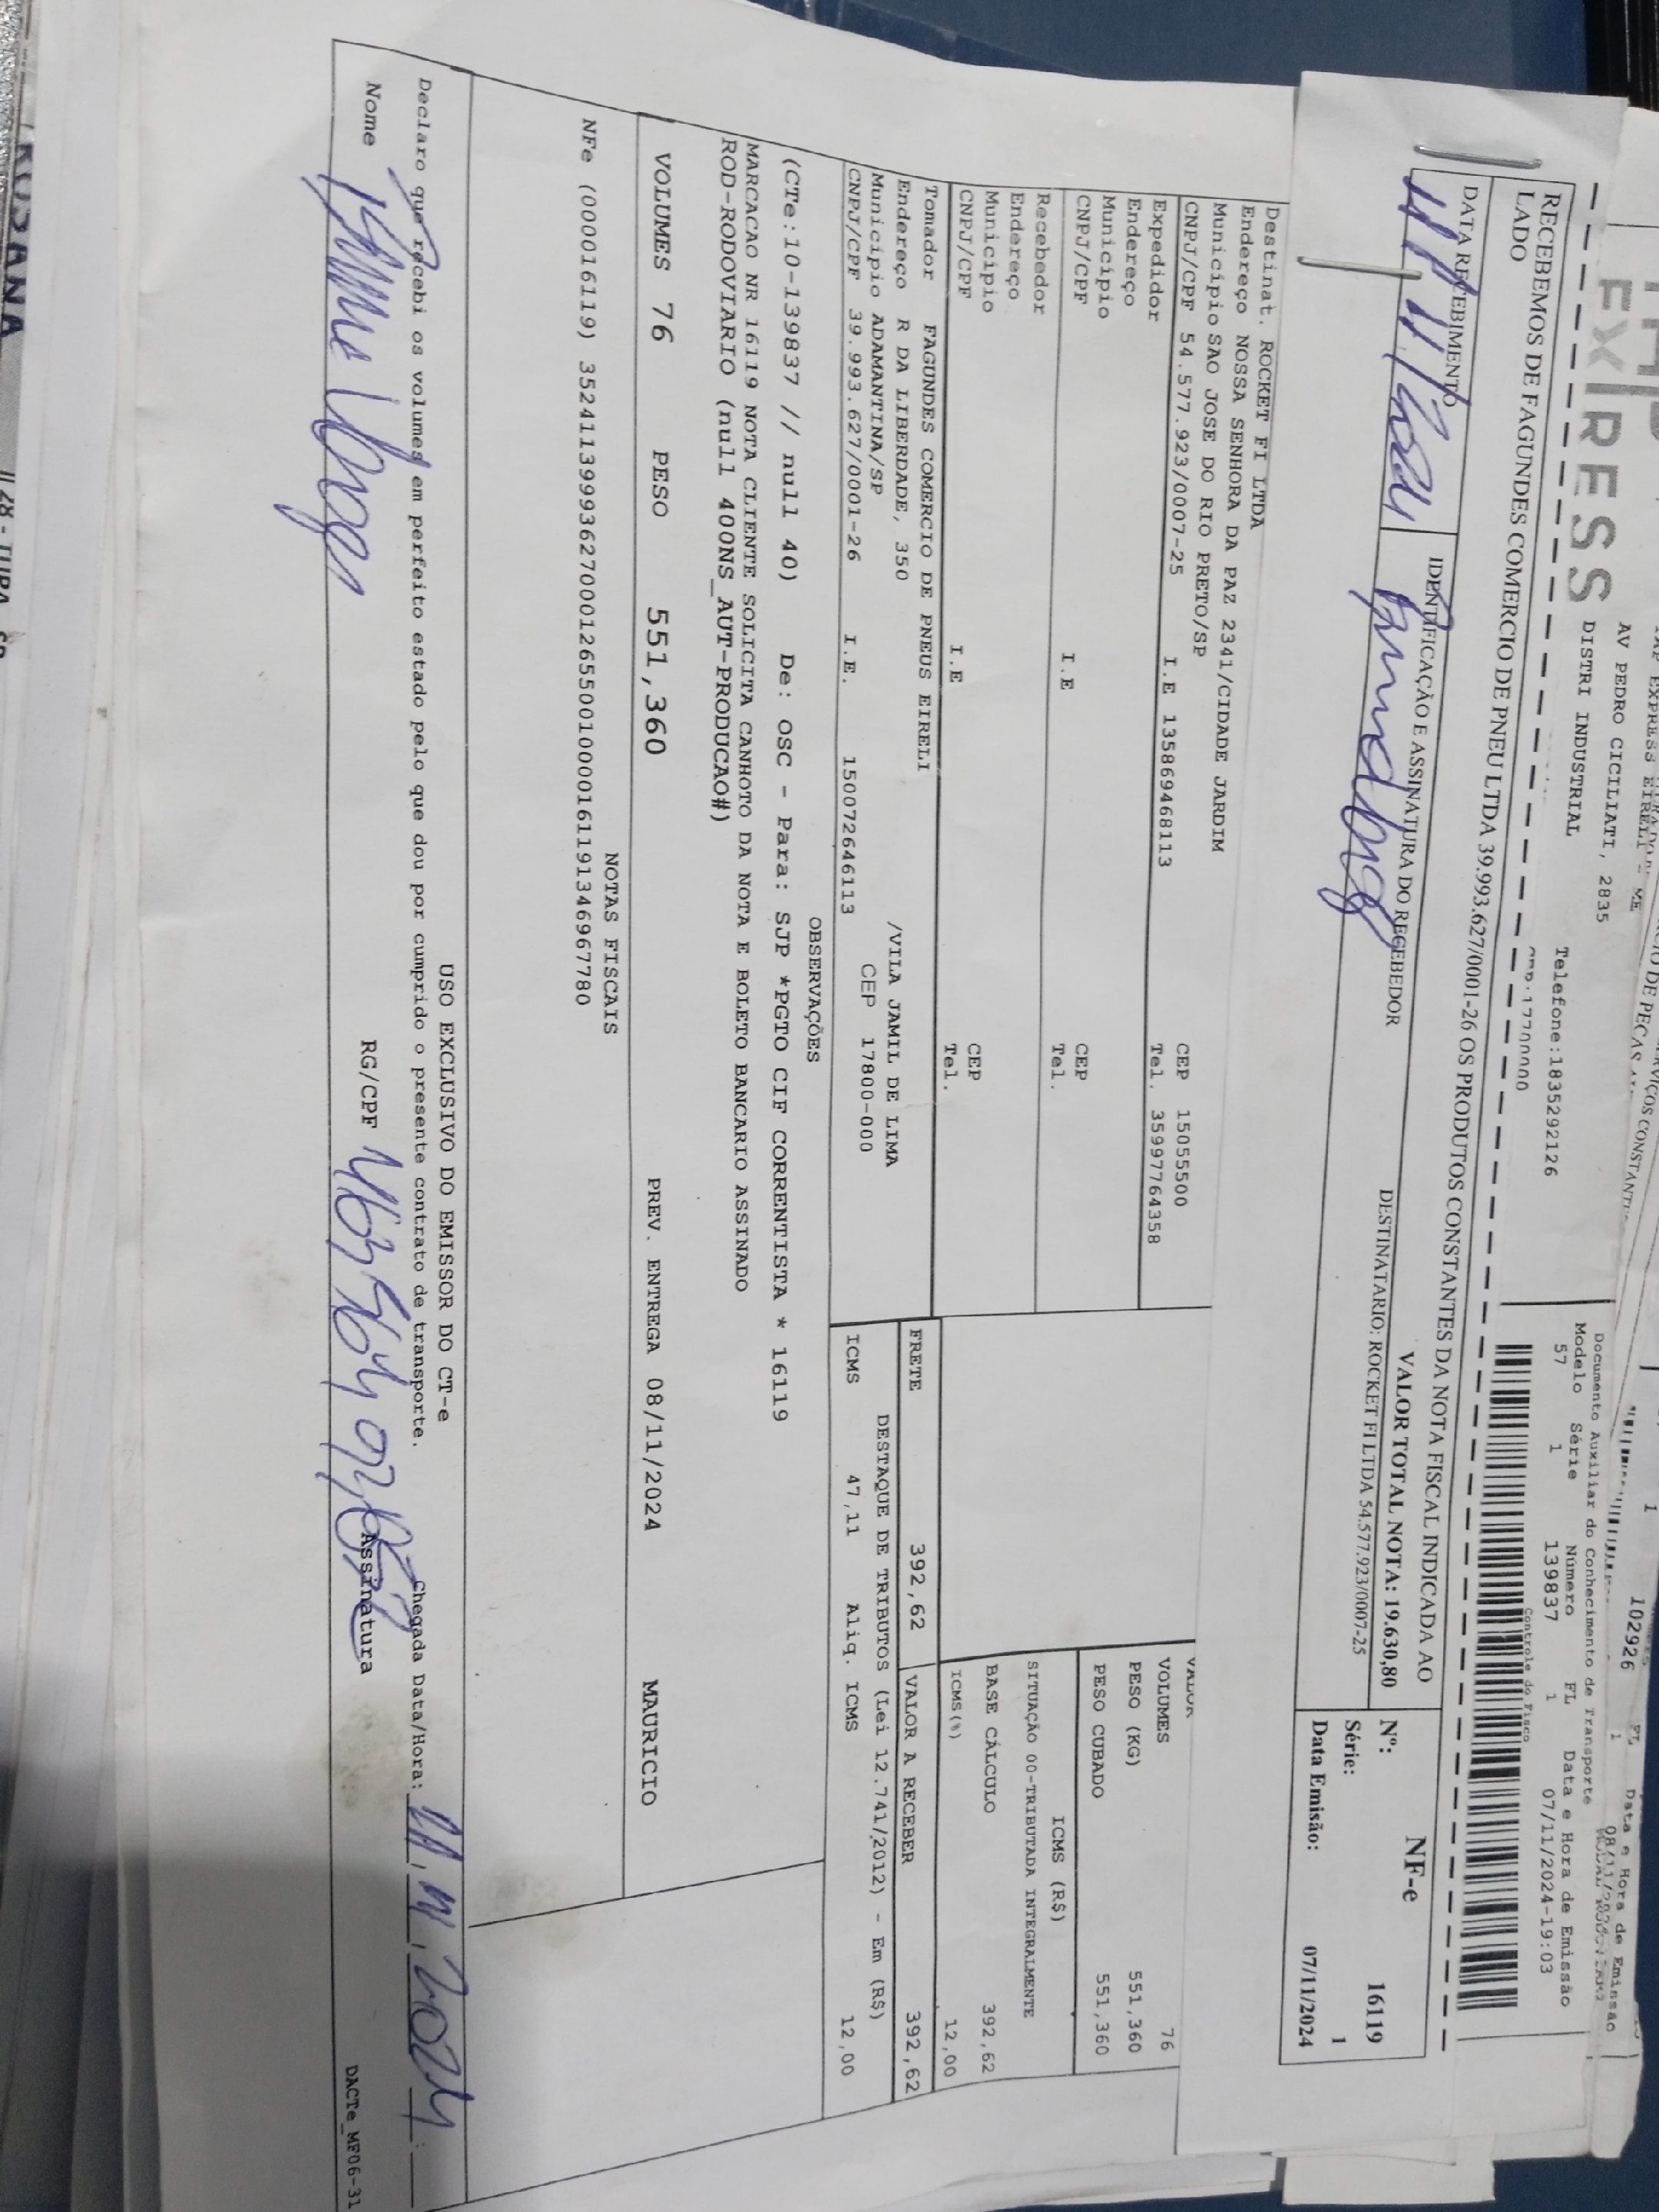 EXPRESS
AV PEDRO CICILIATI, 2835
DISTRI INDUSTRIAL
Telefone:1835292126
102926
Documento Auxiliar do Conhecimento de Transporte
Modelo Série Número FL Data e Hora de Emissão
57 1 139837 1 07/11/2024-19:03
Controle do Fisco
RECEBEMOS DE FAGUNDES COMERCIO DE PNEU LTDA 39.993.627/0001-26 OS PRODUTOS CONSTANTES DA NOTA FISCAL INDICADA AO
LADO
VALOR TOTAL NOTA: 19.630,80
DESTINATARIO: ROCKET FI LTDA 54.577.923/0007-25
DATA RECEBIMENTO
IDENTIFICAÇÃO E ASSINATURA DO RECEBEDOR
NF-e
Nº: 16119
Série: 1
Data Emissão: 07/11/2024
Destinat. ROCKET FI LTDA
Endereço NOSSA SENHORA DA PAZ 2341/CIDADE JARDIM
Município SAO JOSE DO RIO PRETO/SP CEP 15055500
CNPJ/CPF 54.577.923/0007-25 I.E 135869468113 Tel. 35997764358
Expedidor
Endereço
Município CEP
CNPJ/CPF I.E Tel.
Recebedor
Endereço
Município CEP
CNPJ/CPF I.E Tel.
VALOR
VOLUMES 76
PESO (KG) 551,360
PESO CUBADO 551,360
ICMS (R$)
SITUAÇÃO 00-TRIBUTADA INTEGRALMENTE
BASE CÁLCULO 392,62
ICMS(%) 12,00
Tomador FAGUNDES COMERCIO DE PNEUS EIRELI
Endereço R DA LIBERDADE, 350 /VILA JAMIL DE LIMA
Município ADAMANTINA/SP CEP 17800-000
CNPJ/CPF 39.993.627/0001-26 I.E. 150072646113
FRETE 392,62 VALOR A RECEBER 392,62
DESTAQUE DE TRIBUTOS (Lei 12.741/2012) - Em (R$)
ICMS 47,11 Aliq. ICMS 12,00
OBSERVAÇÕES
(CTe:10-139837 // null 40) De: OSC - Para: SJP *PGTO CIF CORRENTISTA * 16119
MARCACAO NR 16119 NOTA CLIENTE SOLICITA CANHOTO DA NOTA E BOLETO BANCARIO ASSINADO
ROD-RODOVIARIO (null 400NS_AUT-PRODUCAO#)
VOLUMES 76 PESO 551,360 PREV. ENTREGA 08/11/2024 MAURICIO
NOTAS FISCAIS
NFe (000016119) 35241139993627000126550010000161191346967780
USO EXCLUSIVO DO EMISSOR DO CT-e
Declaro que recebi os volumes em perfeito estado pelo que dou por cumprido o presente contrato de transporte. Chegada Data/Hora: 11, 11, 2024
Nome RG/CPF Assinatura
DACTe_MF06-31